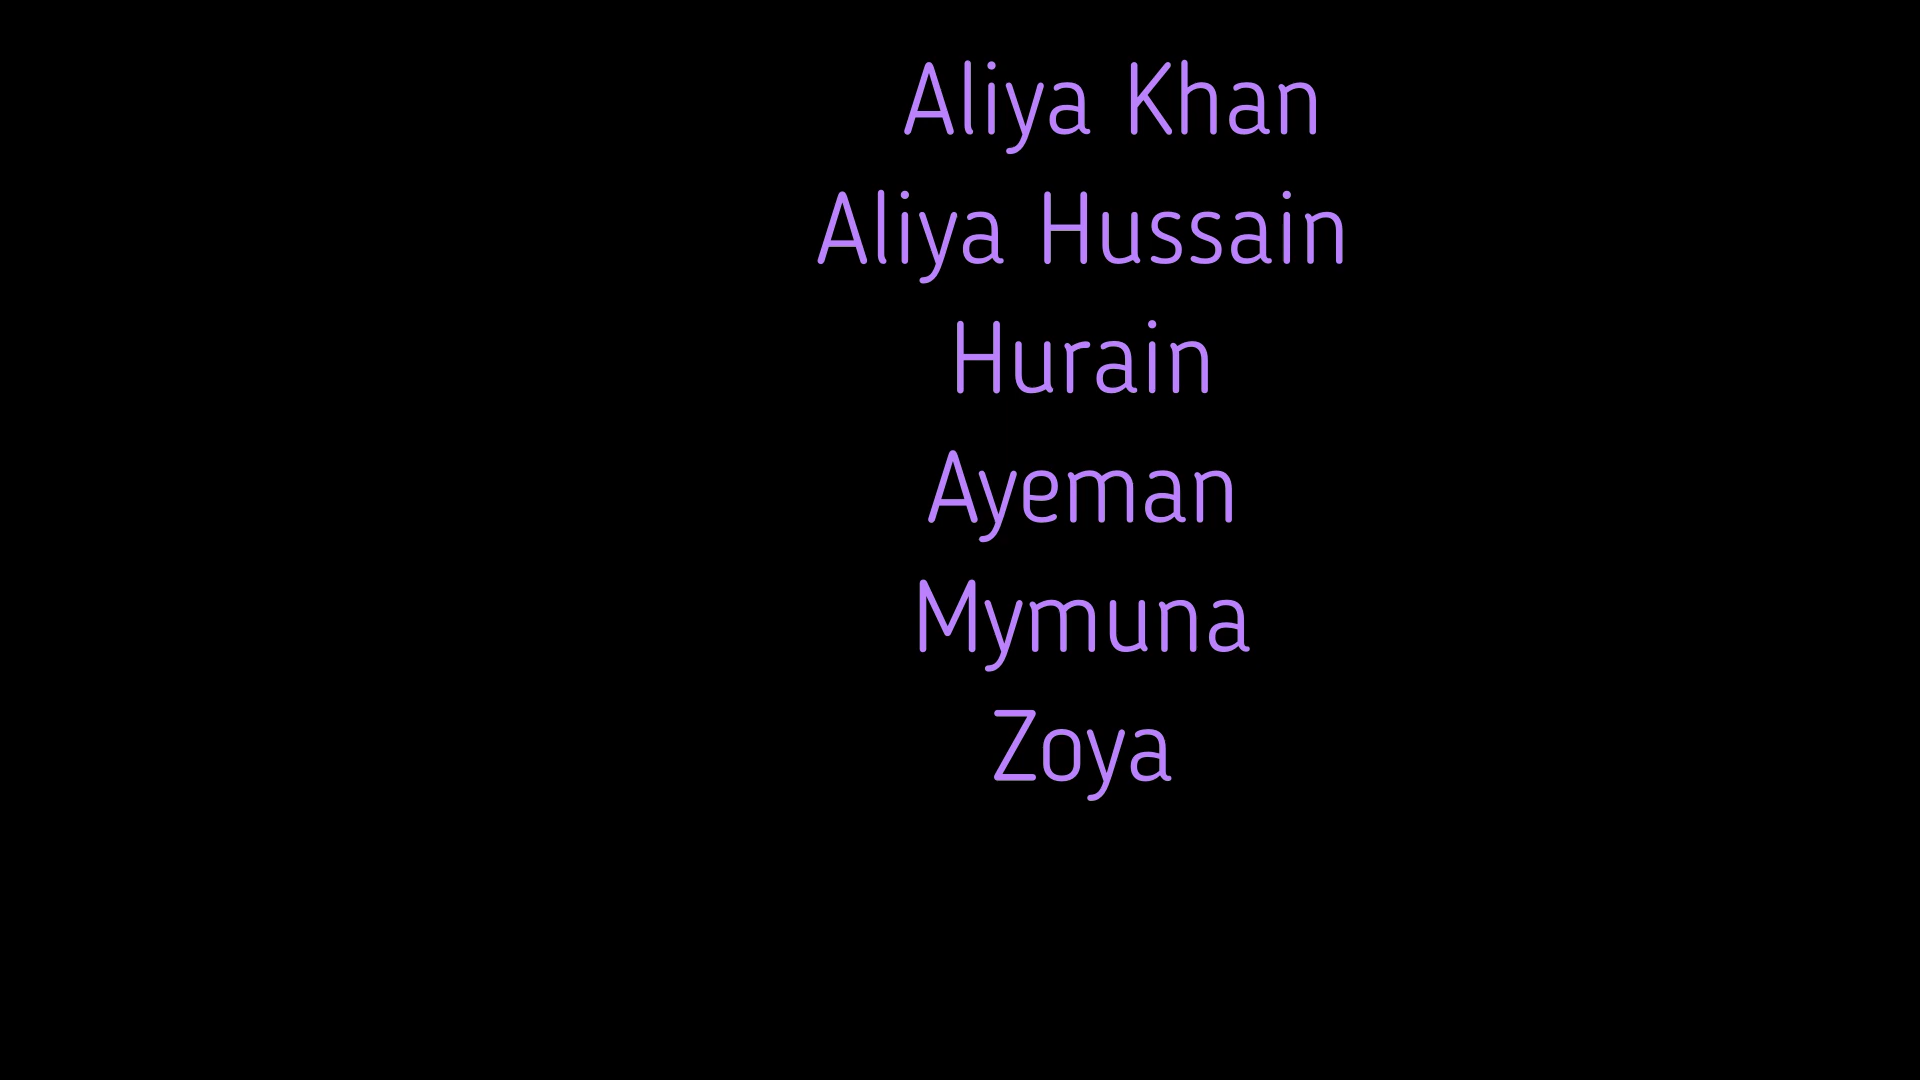 Aliya Khan
Aliya Hussain
Hurain
Ayeman
Mymuna
Zoya